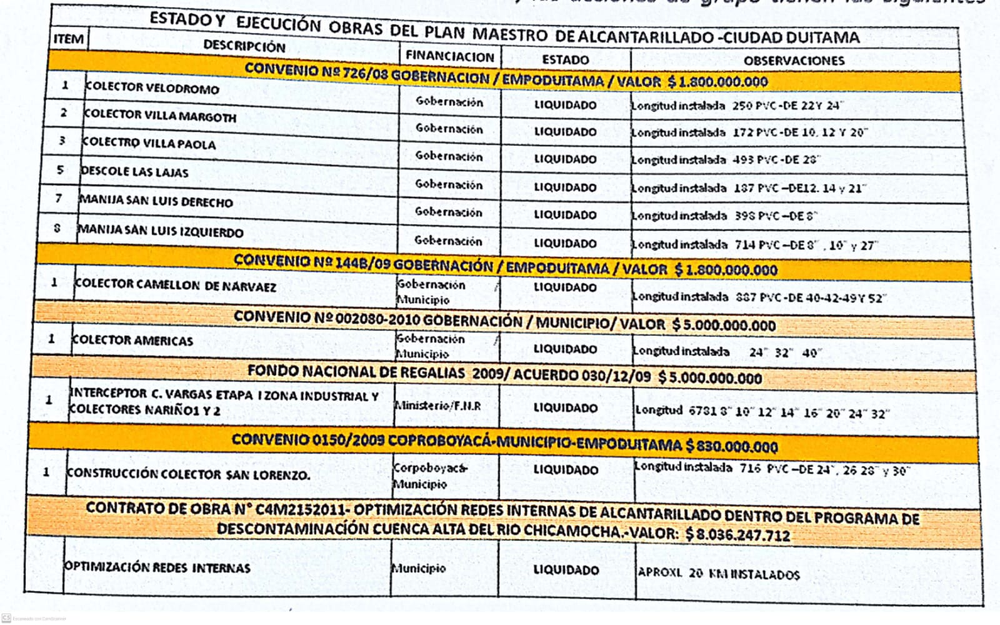 las acciones de grupo tienen las siguientes
ESTADO Y EJECUCIÓN OBRAS DEL PLAN MAESTRO DE ALCANTARILLADO -CIUDAD DUITAMA
ITEM DESCRIPCIÓN FINANCIACION ESTADO OBSERVACIONES
CONVENIO Nº 726/08 GOBERNACION / EMPODUITAMA / VALOR $ 1.800.000.000
1 COLECTOR VELODROMO Gobernación LIQUIDADO Longitud instalada 250 PVC -DE 22 Y 24"
2 COLECTOR VILLA MARGOTH Gobernación LIQUIDADO Longitud instalada 172 PVC -DE 10, 12 Y 20"
3 COLECTRO VILLA PAOLA Gobernación LIQUIDADO Longitud instalada 493 PVC -DE 28"
5 DESCOLE LAS LAJAS Gobernación LIQUIDADO Longitud instalada 187 PVC –DE12. 14 y 21"
7 MANIJA SAN LUIS DERECHO Gobernación LIQUIDADO Longitud instalada 398 PVC –DE 8"
8 MANIJA SAN LUIS IZQUIERDO Gobernación LIQUIDADO Longitud instalada 714 PVC –DE 8" , 10" y 27"
CONVENIO Nº 144B/09 GOBERNACIÓN / EMPODUITAMA / VALOR $ 1.800.000.000
1 COLECTOR CAMELLON DE NARVAEZ Gobernación / LIQUIDADO Longitud instalada 887 PVC -DE 40-42-49 Y 52"
Municipio
CONVENIO Nº 002080-2010 GOBERNACIÓN / MUNICIPIO/ VALOR $ 5.000.000.000
1 COLECTOR AMERICAS Gobernación / LIQUIDADO Longitud instalada 24" 32" 40"
Municipio
FONDO NACIONAL DE REGALIAS 2009/ ACUERDO 030/12/09 $ 5.000.000.000
1 INTERCEPTOR C. VARGAS ETAPA I ZONA INDUSTRIAL Y Ministerio/F.N.R LIQUIDADO Longitud 6781 8" 10" 12" 14" 16" 20" 24" 32"
COLECTORES NARIÑO1 Y 2
CONVENIO 0150/2009 COPROBOYACÁ-MUNICIPIO-EMPODUITAMA $ 830.000.000
1 CONSTRUCCIÓN COLECTOR SAN LORENZO. Corpoboyacá- LIQUIDADO Longitud instalada 716 PVC –DE 24", 26 28" y 30"
Municipio
CONTRATO DE OBRA N° C4M2152011- OPTIMIZACIÓN REDES INTERNAS DE ALCANTARILLADO DENTRO DEL PROGRAMA DE
DESCONTAMINACÍÓN CUENCA ALTA DEL RIO CHICAMOCHA.-VALOR: $ 8.036.247.712
OPTIMIZACIÓN REDES INTERNAS Municipio LIQUIDADO APROXL 20 KM INSTALADOS
CS Escaneado con CamScanner